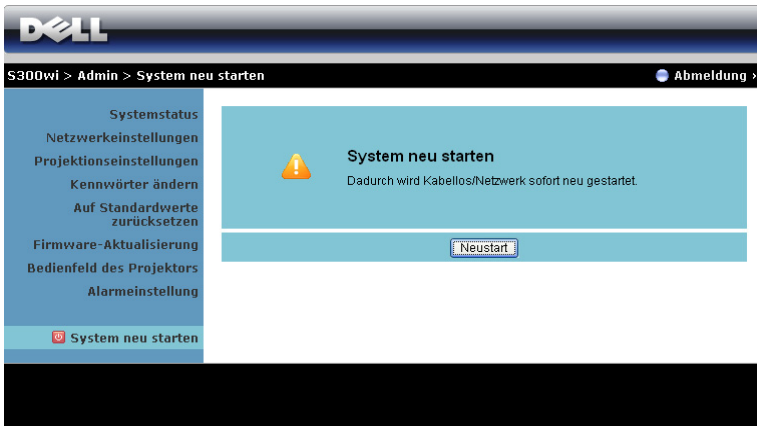 DELL
S300wi > Admin > System neu starten
Abmeldung ›
Systemstatus
Netzwerkeinstellungen
Projektionseinstellungen
Kennwörter ändern
Auf Standardwerte
zurücksetzen
Firmware-Aktualisierung
Bedienfeld des Projektors
Alarmeinstellung
System neu starten
System neu starten
Dadurch wird Kabellos/Netzwerk sofort neu gestartet.
Neustart